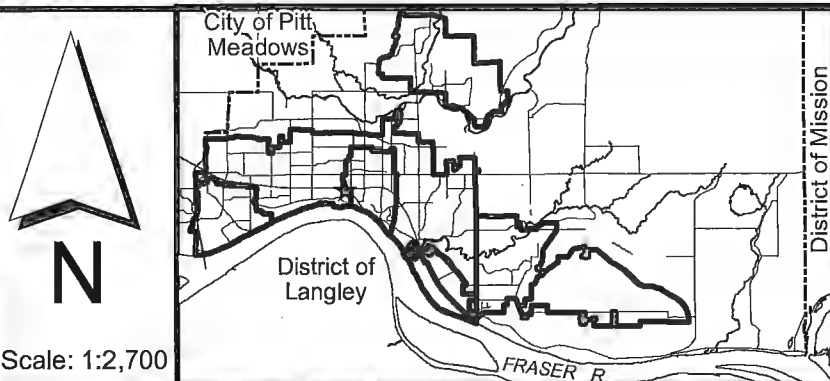 City of Pitt
Meadows
District of Mission
N
District of
Langley
Scale: 1:2,700
FRASER R.